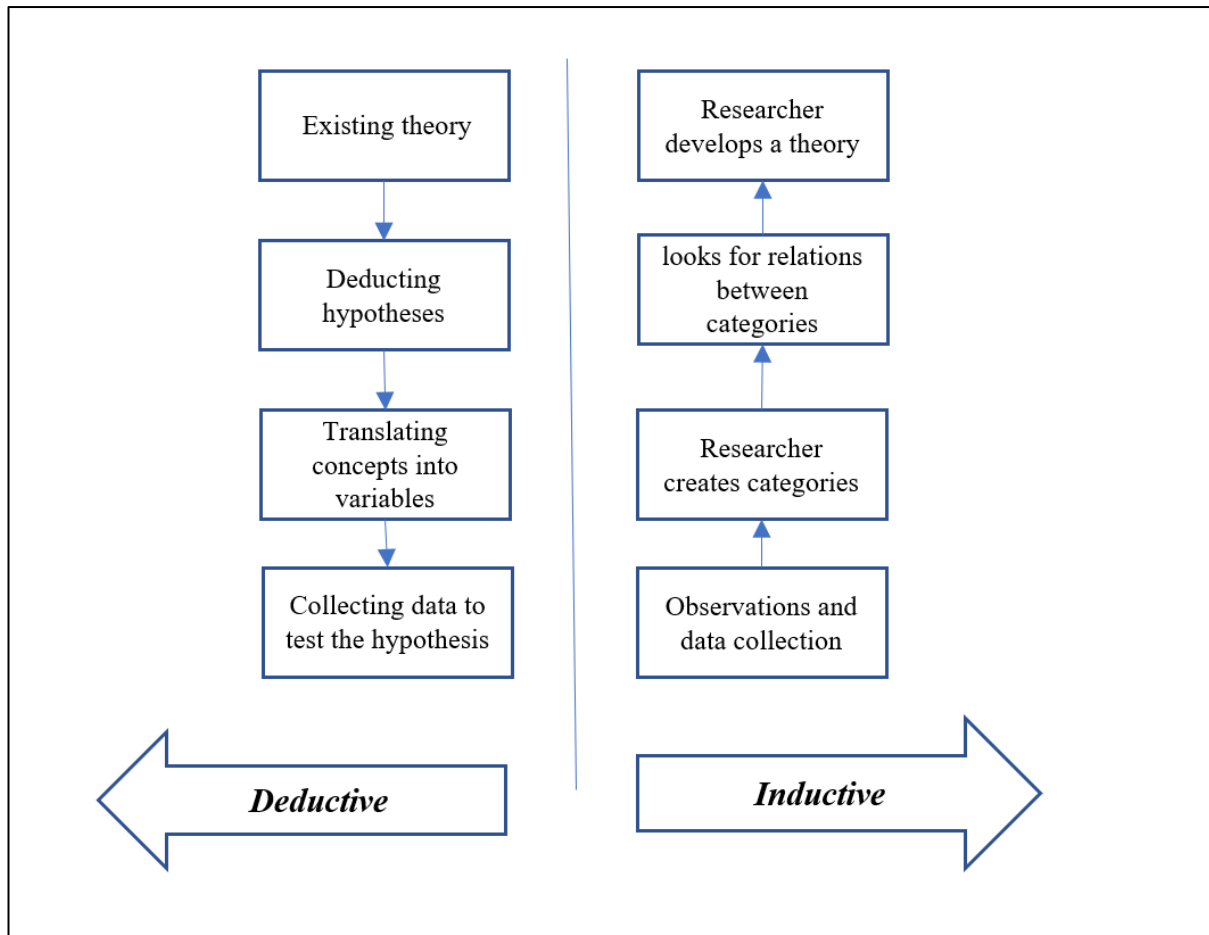 Existing theory
Deducting
hypotheses
Translating
concepts into
variables
Collecting data to
test the hypothesis
Deductive
Researcher
develops a theory
looks for relations
between
categories
Researcher
creates categories
Observations and
data collection
Inductive